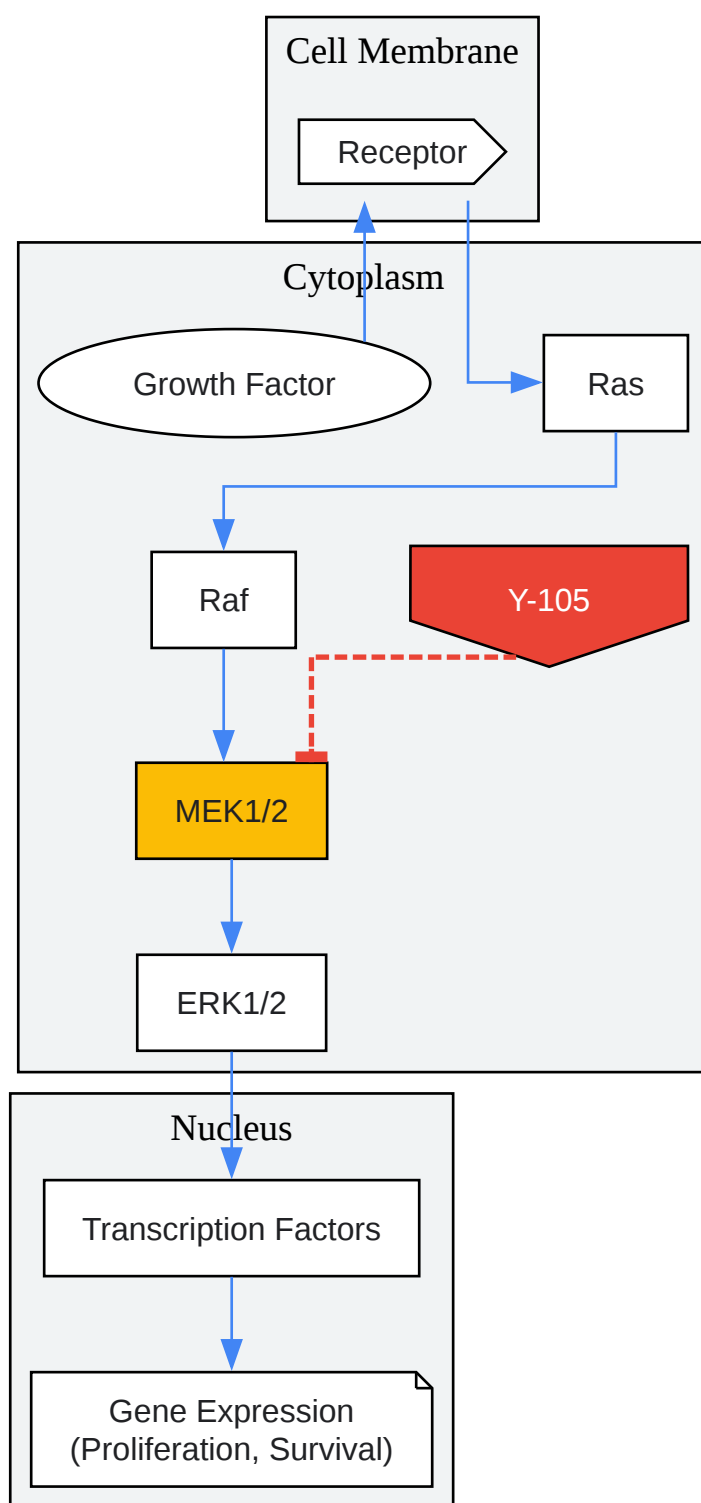 Cell Membrane
Receptor
Cytoplasm
Growth Factor
Ras
Raf
Y-105
MEK1/2
ERK1/2
Nucleus
Transcription Factors
Gene Expression
(Proliferation, Survival)